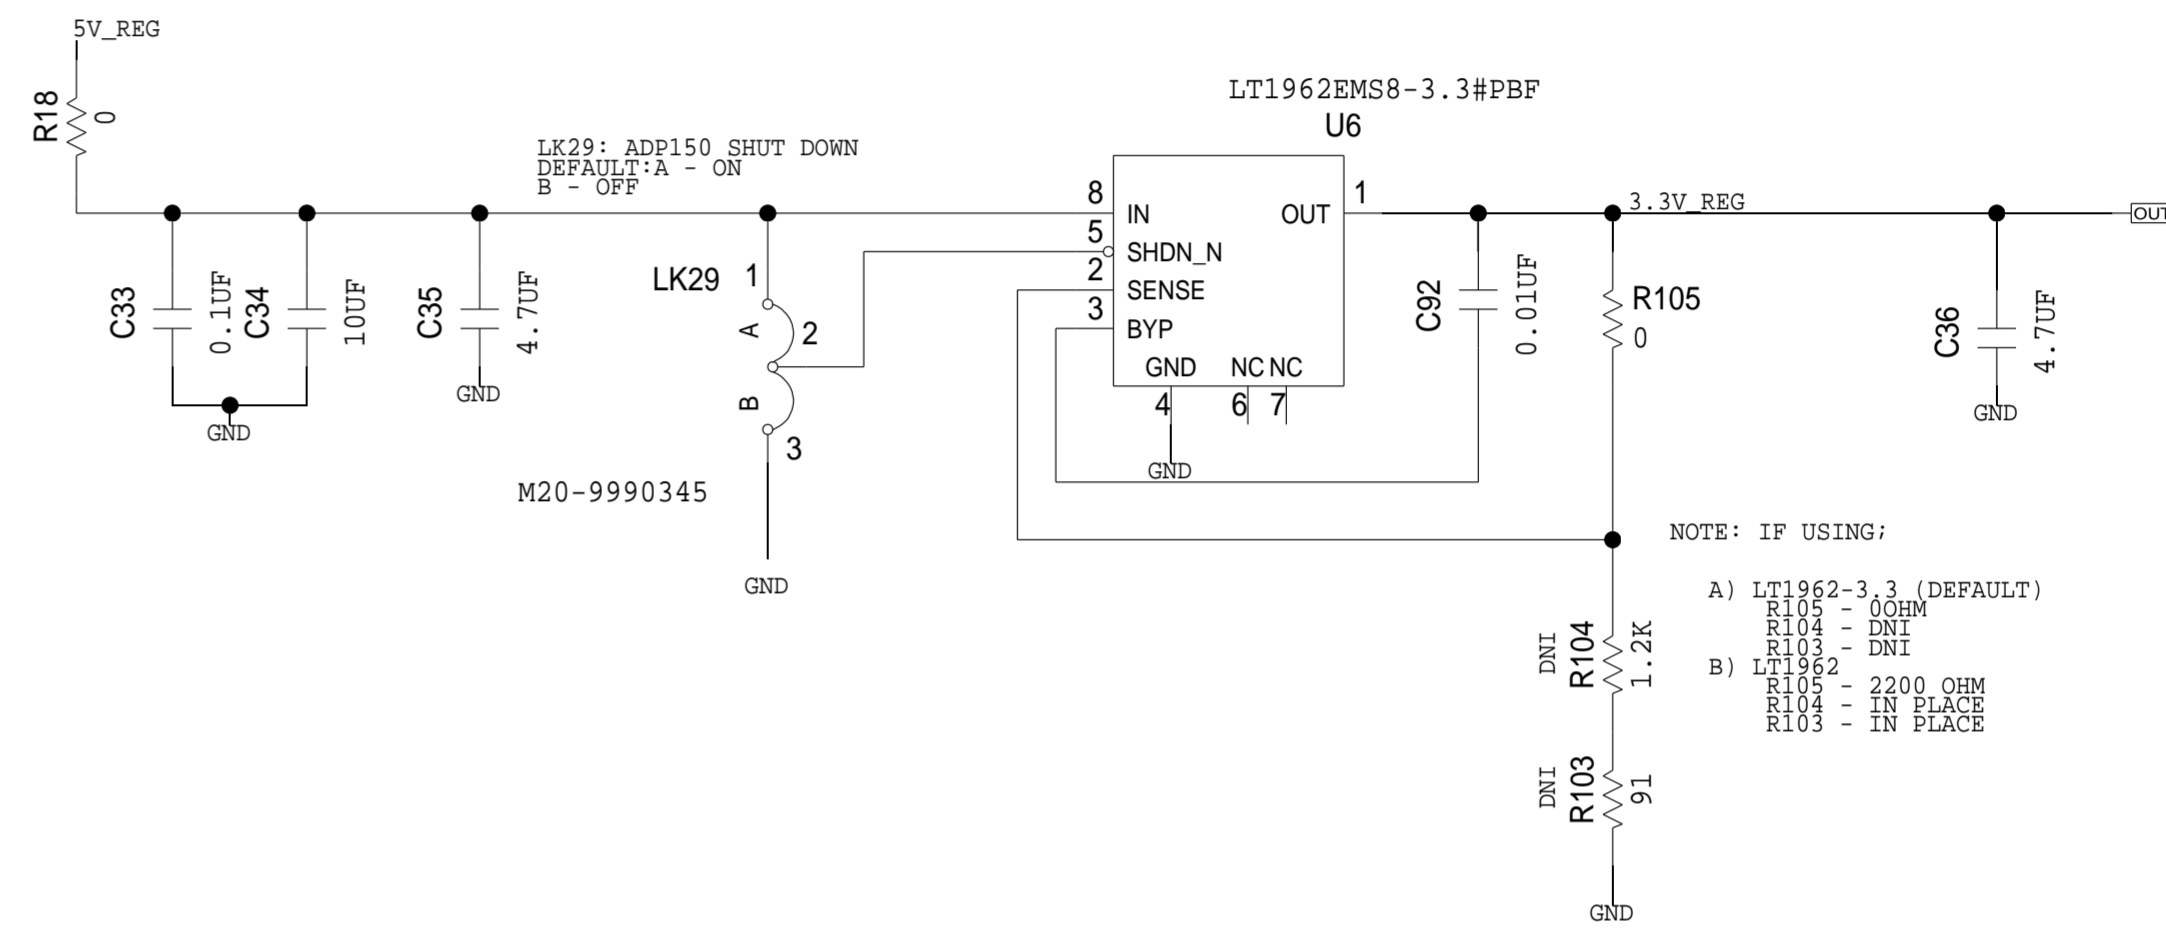 5V_REG
R18
0
LK29: ADP150 SHUT DOWN
DEFAULT:A - ON
B - OFF
C33
0.1UF
C34
10UF
GND
C35
4.7UF
GND
LK29
1
A
2
B
3
M20-9990345
GND
LT1962EMS8-3.3#PBF
U6
8
IN
OUT
1
5
SHDN_N
2
SENSE
3
BYP
GND
NC NC
4
6
7
GND
C92
0.01UF
3.3V_REG
R105
0
C36
4.7UF
GND
OUT
NOTE: IF USING;
A) LT1962-3.3 (DEFAULT)
R105 - 0OHM
R104 - DNI
R103 - DNI
B) LT1962
R105 - 2200 OHM
R104 - IN PLACE
R103 - IN PLACE
DNI
R104
1.2K
DNI
R103
91
GND